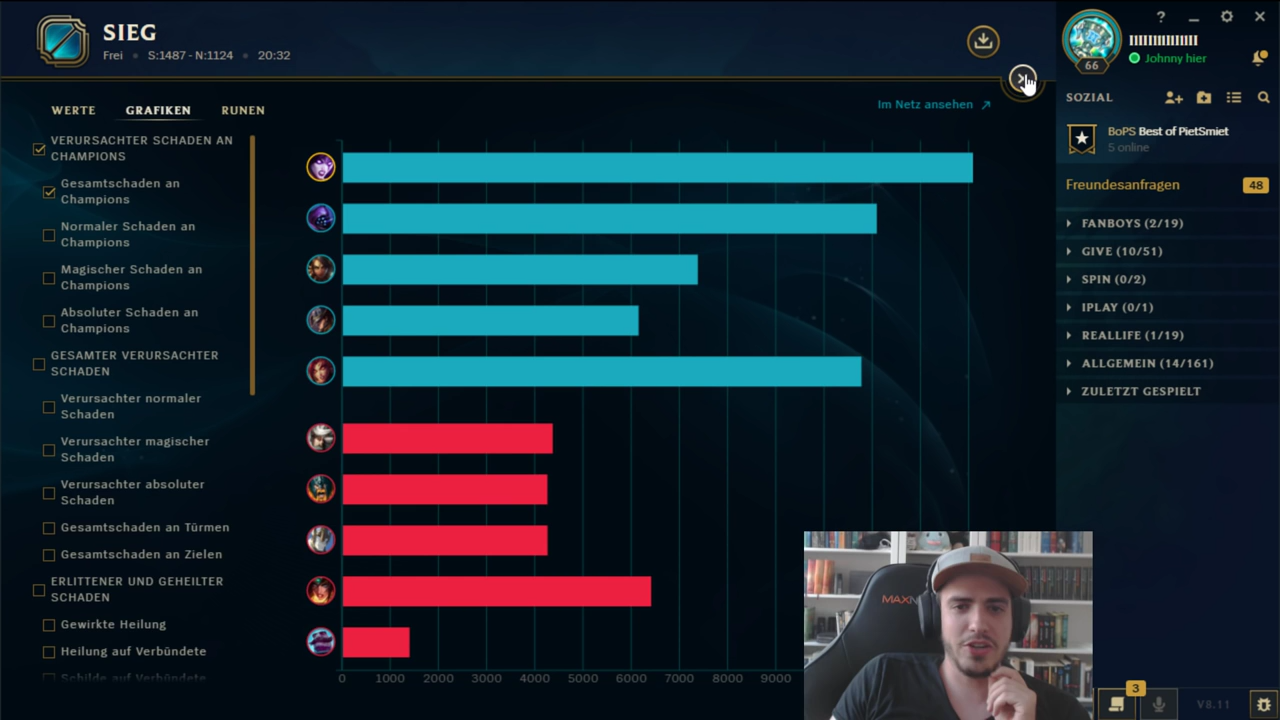 SIEG
Frei • S:1487 - N:1124 • 20:32
WERTE GRAFIKEN RUNEN
Im Netz ansehen
VERURSACHTER SCHADEN AN
CHAMPIONS
Gesamtschaden an
Champions
Normaler Schaden an
Champions
Magischer Schaden an
Champions
Absoluter Schaden an
Champions
GESAMTER VERURSACHTER
SCHADEN
Verursachter normaler
Schaden
Verursachter magischer
Schaden
Verursachter absoluter
Schaden
Gesamtschaden an Türmen
Gesamtschaden an Zielen
ERLITTENER UND GEHEILTER
SCHADEN
Gewirkte Heilung
Heilung auf Verbündete
Schilde auf Verbündete
0 1000 2000 3000 4000 5000 6000 7000 8000 9000
MAXN
66
Johnny hier
SOZIAL
BoPS Best of PietSmiet
5 online
Freundesanfragen 48
FANBOYS (2/19)
GIVE (10/51)
SPIN (0/2)
IPLAY (0/1)
REALLIFE (1/19)
ALLGEMEIN (14/161)
ZULETZT GESPIELT
3
V8.11